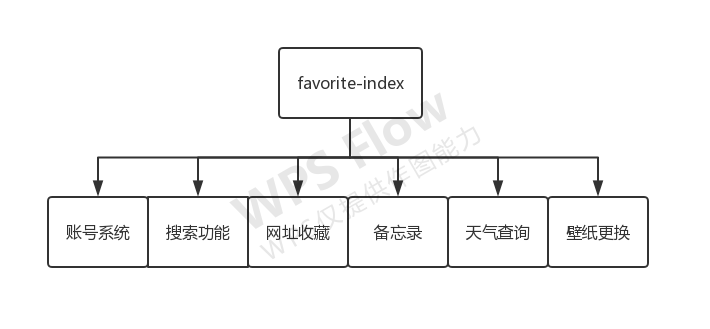 favorite-index
WPS Flow
WPS仅提供作图能力
账号系统
搜索功能
网址收藏
备忘录
天气查询
壁纸更换